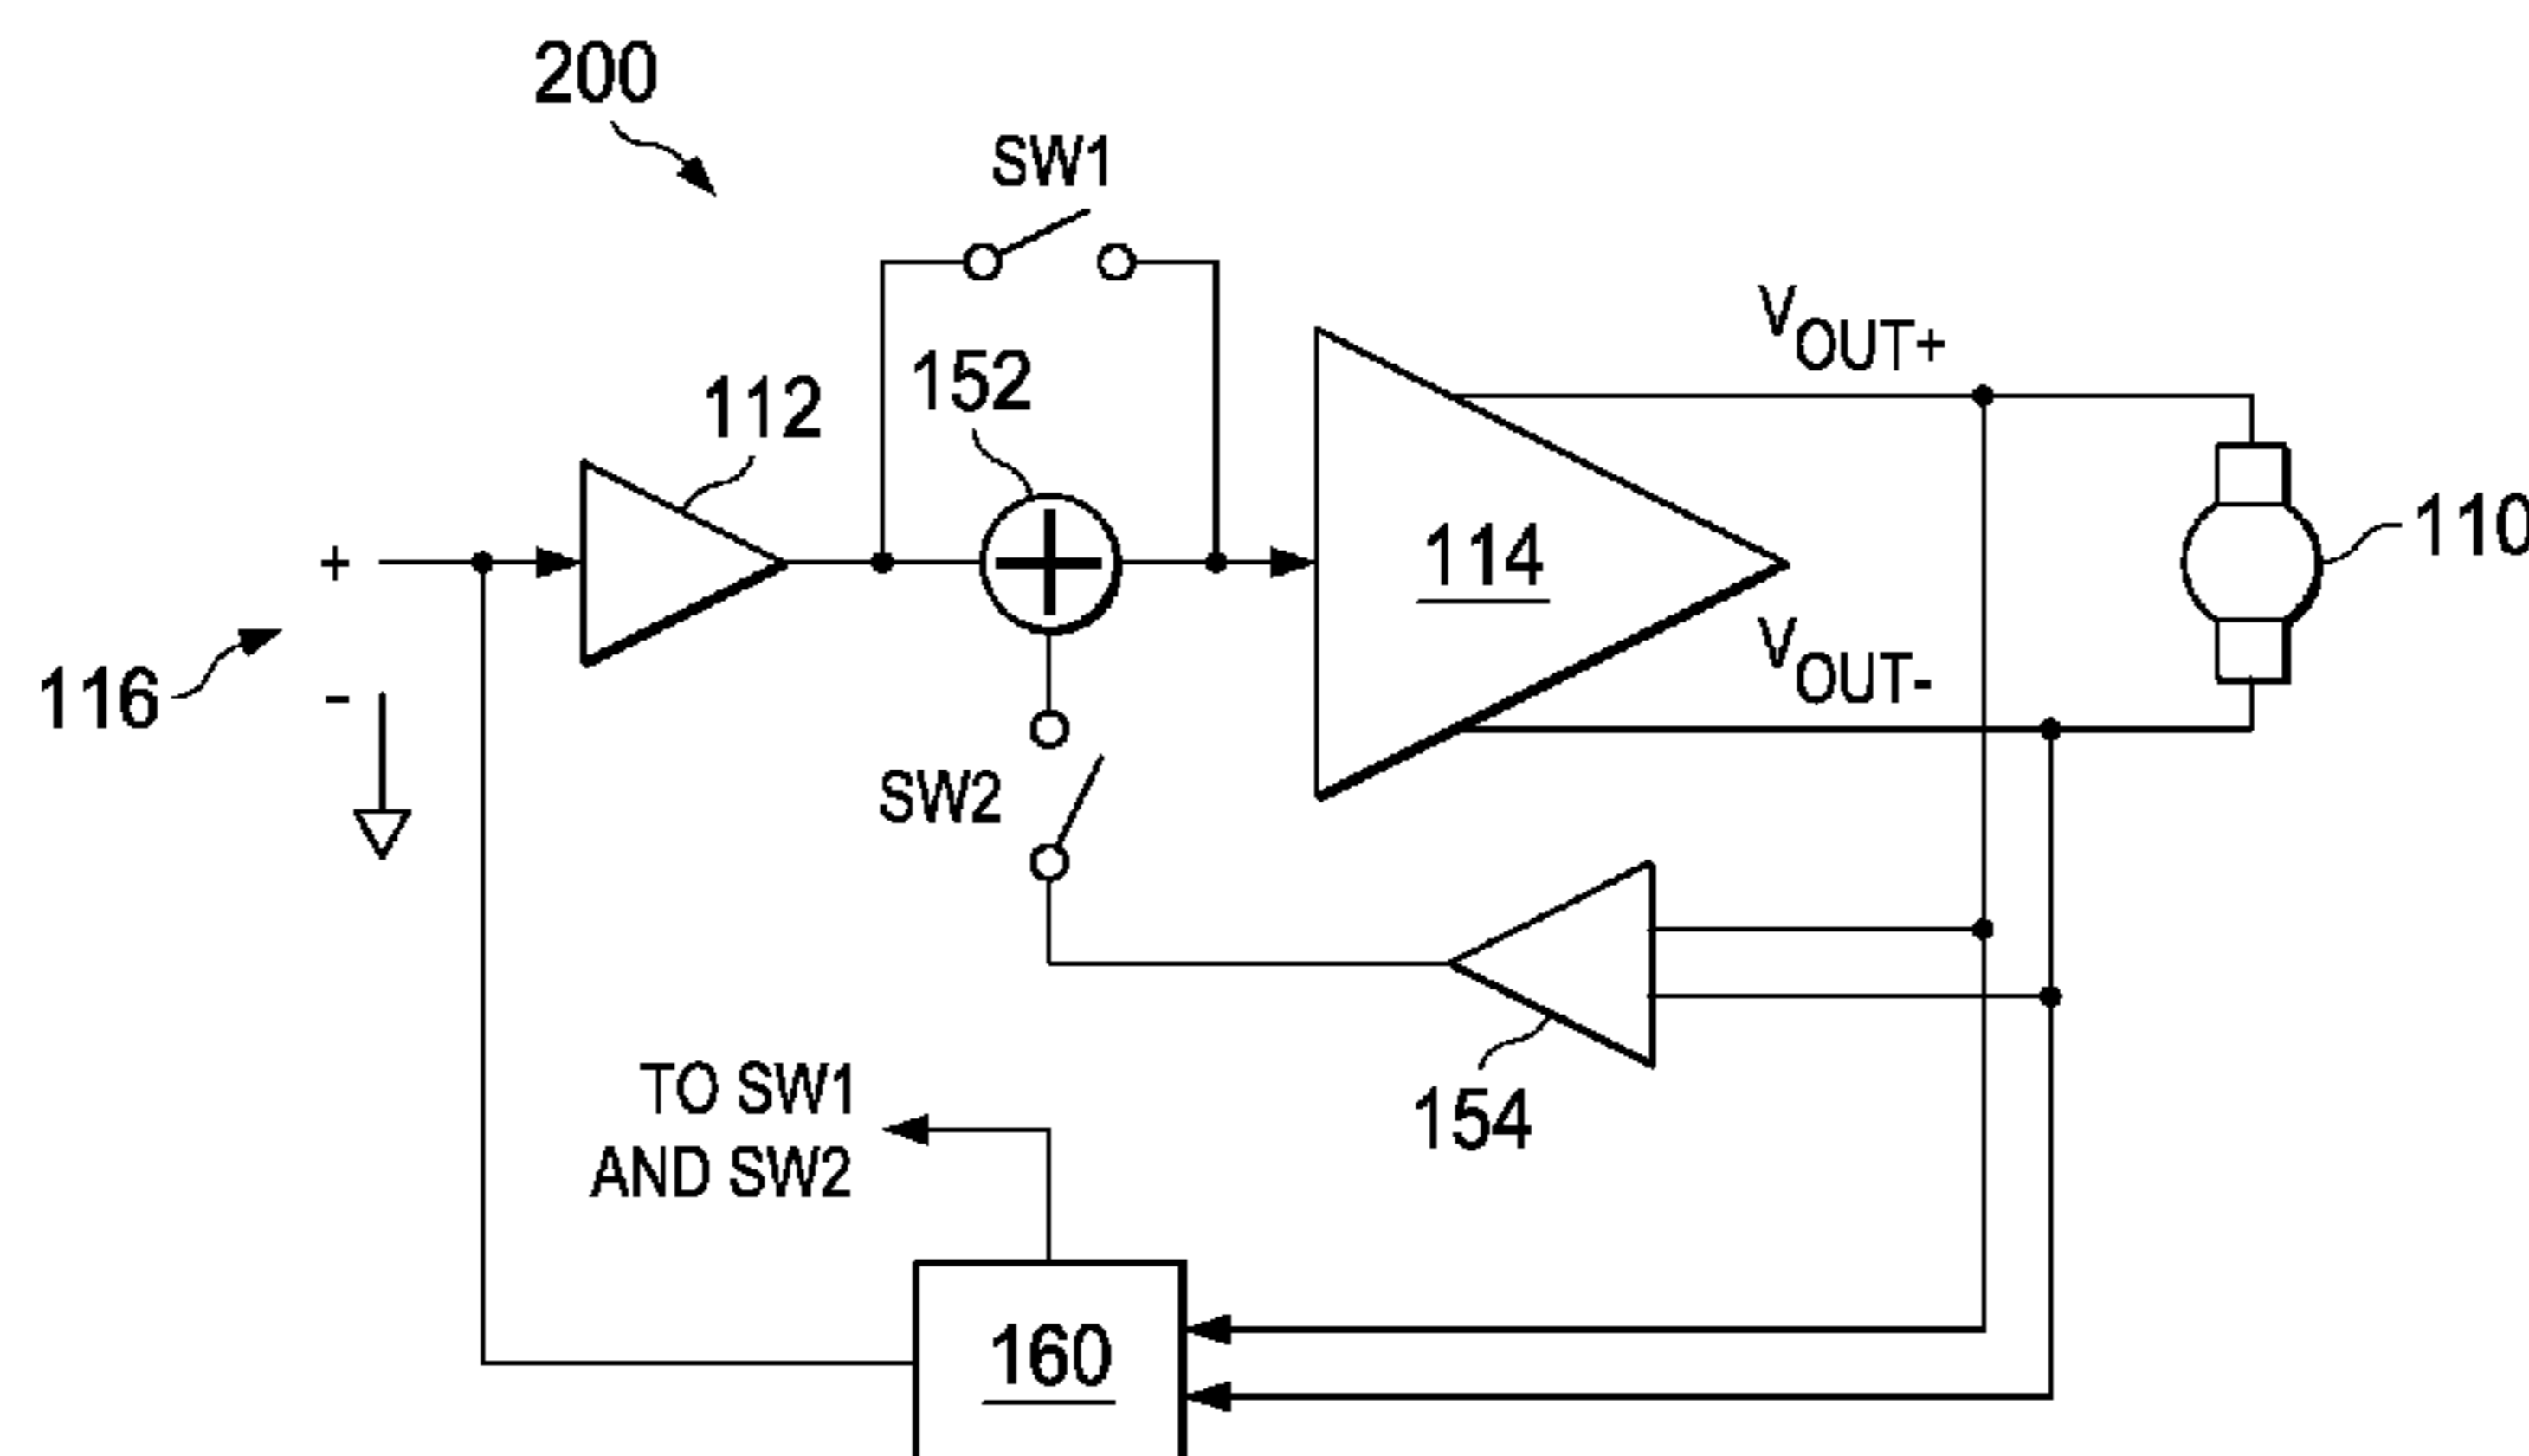 200
SW1
152
112
VOUT+
110
+
114
116
-
VOUT-
SW2
154
TO SW1
AND SW2
160